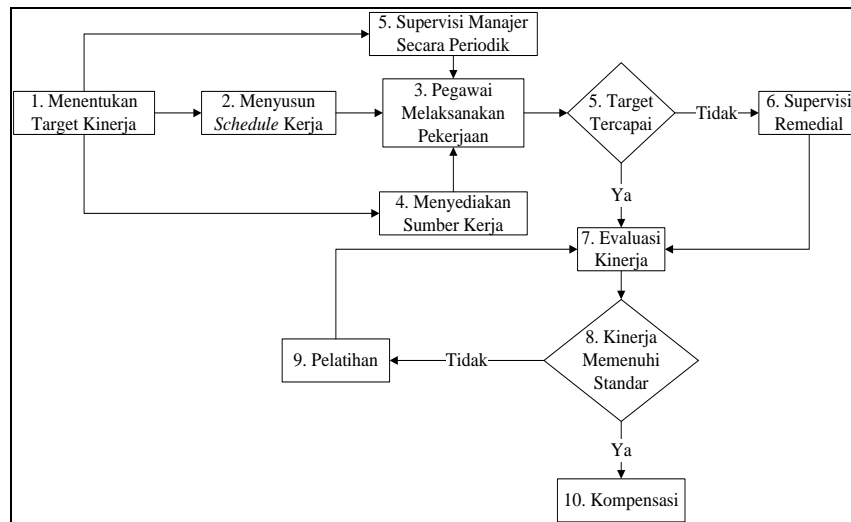 5. Supervisi Manajer
Secara Periodik
1. Menentukan
Target Kinerja
2. Menyusun
Schedule Kerja
3. Pegawai
Melaksanakan
Pekerjaan
5. Target
Tercapai
Tidak
6. Supervisi
Remedial
4. Menyediakan
Sumber Kerja
Ya
7. Evaluasi
Kinerja
8. Kinerja
Memenuhi
Standar
Tidak
9. Pelatihan
Ya
10. Kompensasi